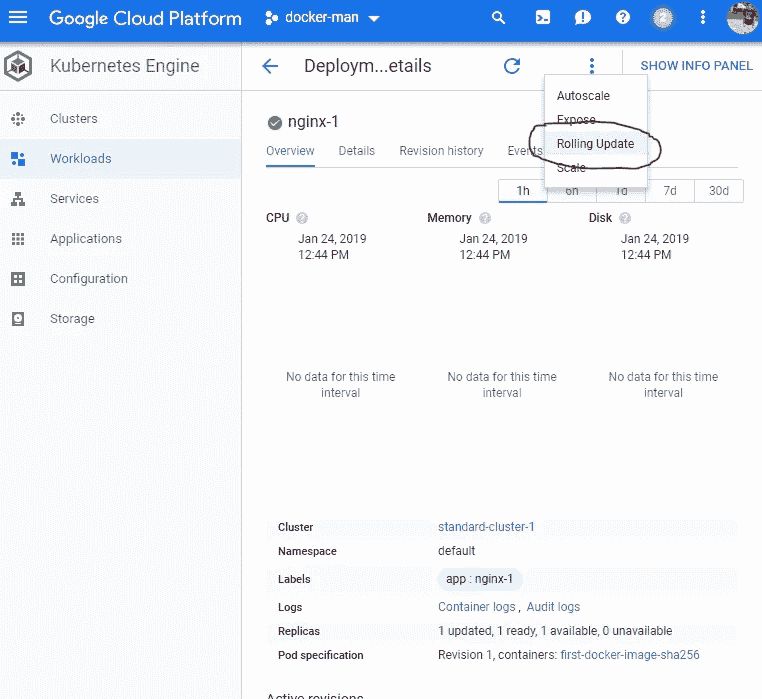 Google Cloud Platform docker-man 2
Kubernetes Engine
Deploym...etails
SHOW INFO PANEL
Clusters
Workloads
Services
Applications
Configuration
Storage
Autoscale
Expose
Rolling Update
Scale
nginx-1
Overview Details Revision history Events
1h 6h 1d 7d 30d
CPU Memory Disk
Jan 24, 2019 Jan 24, 2019 Jan 24, 2019
12:44 PM 12:44 PM 12:44 PM
No data for this time No data for this time No data for this time
interval interval interval
Cluster standard-cluster-1
Namespace default
Labels app : nginx-1
Logs Container logs , Audit logs
Replicas 1 updated, 1 ready, 1 available, 0 unavailable
Pod specification Revision 1, containers: first-docker-image-sha256
Active revisions